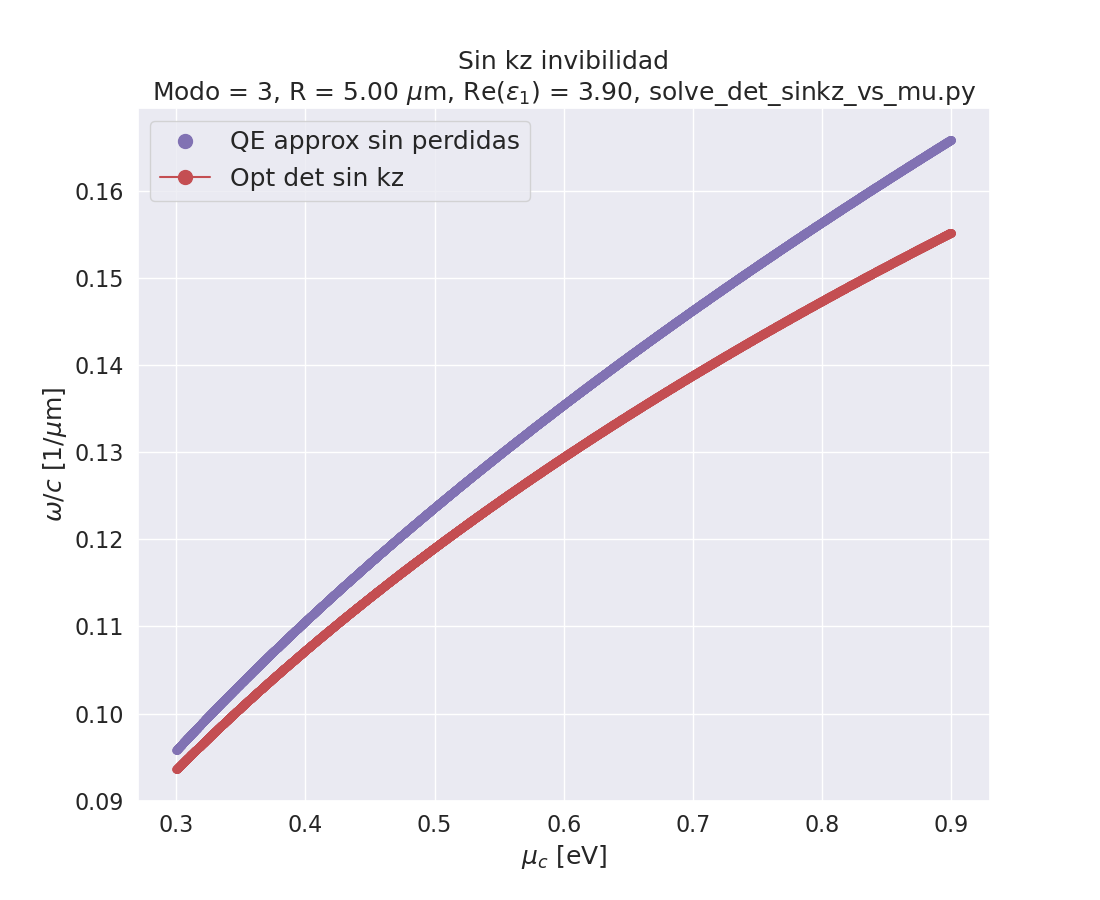 Sin kz invibilidad
Modo = 3, R = 5.00 μm, Re(ε₁) = 3.90, solve_det_sinkz_vs_mu.py
QE approx sin perdidas
Opt det sin kz
0.16
0.15
0.14
0.13
0.12
0.11
0.10
0.09
ω/c [1/μm]
0.3 0.4 0.5 0.6 0.7 0.8 0.9
μ_c [eV]